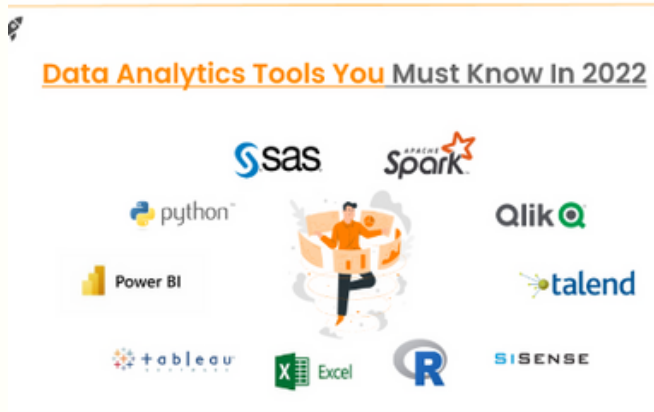 Data Analytics Tools You Must Know In 2022
sas
APACHE
Spark
python
Qlik
Power BI
talend
tableau
Excel
R
SISENSE